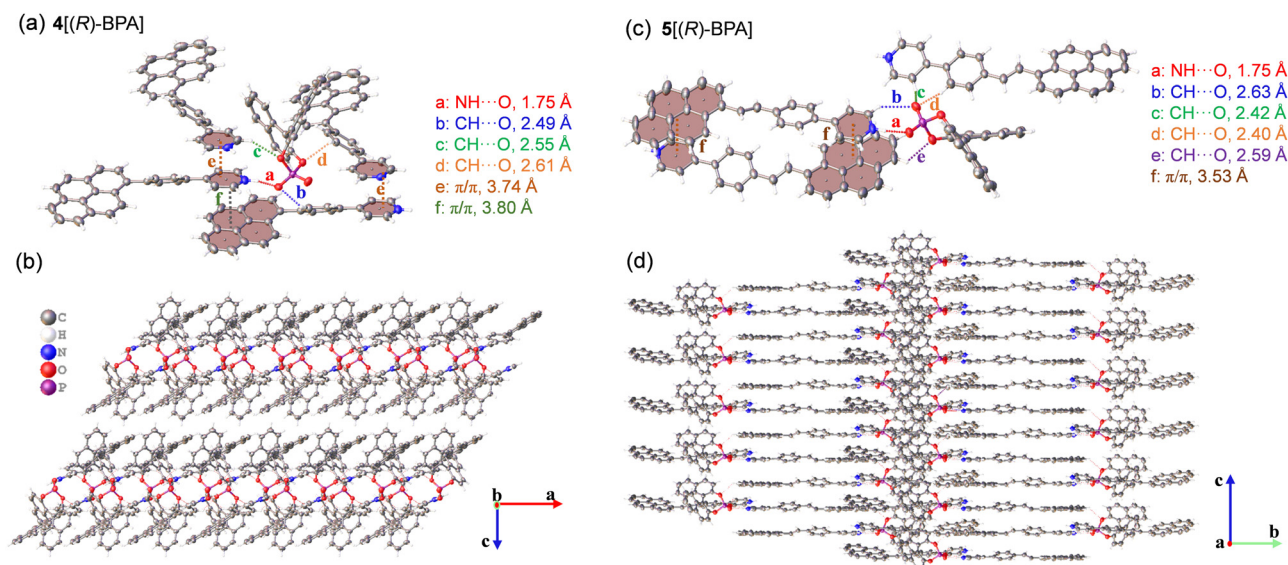 (a) 4[(R)-BPA]
a: NH···O, 1.75 Å
b: CH···O, 2.49 Å
c: CH···O, 2.55 Å
d: CH···O, 2.61 Å
e: π/π, 3.74 Å
f: π/π, 3.80 Å
c
d
e
a
e
f
b
(c) 5[(R)-BPA]
a: NH···O, 1.75 Å
b: CH···O, 2.63 Å
c: CH···O, 2.42 Å
d: CH···O, 2.40 Å
e: CH···O, 2.59 Å
f: π/π, 3.53 Å
c
d
b
a
f
f
e
(b)
C
H
N
O
P
b
a
c
(d)
c
a
b